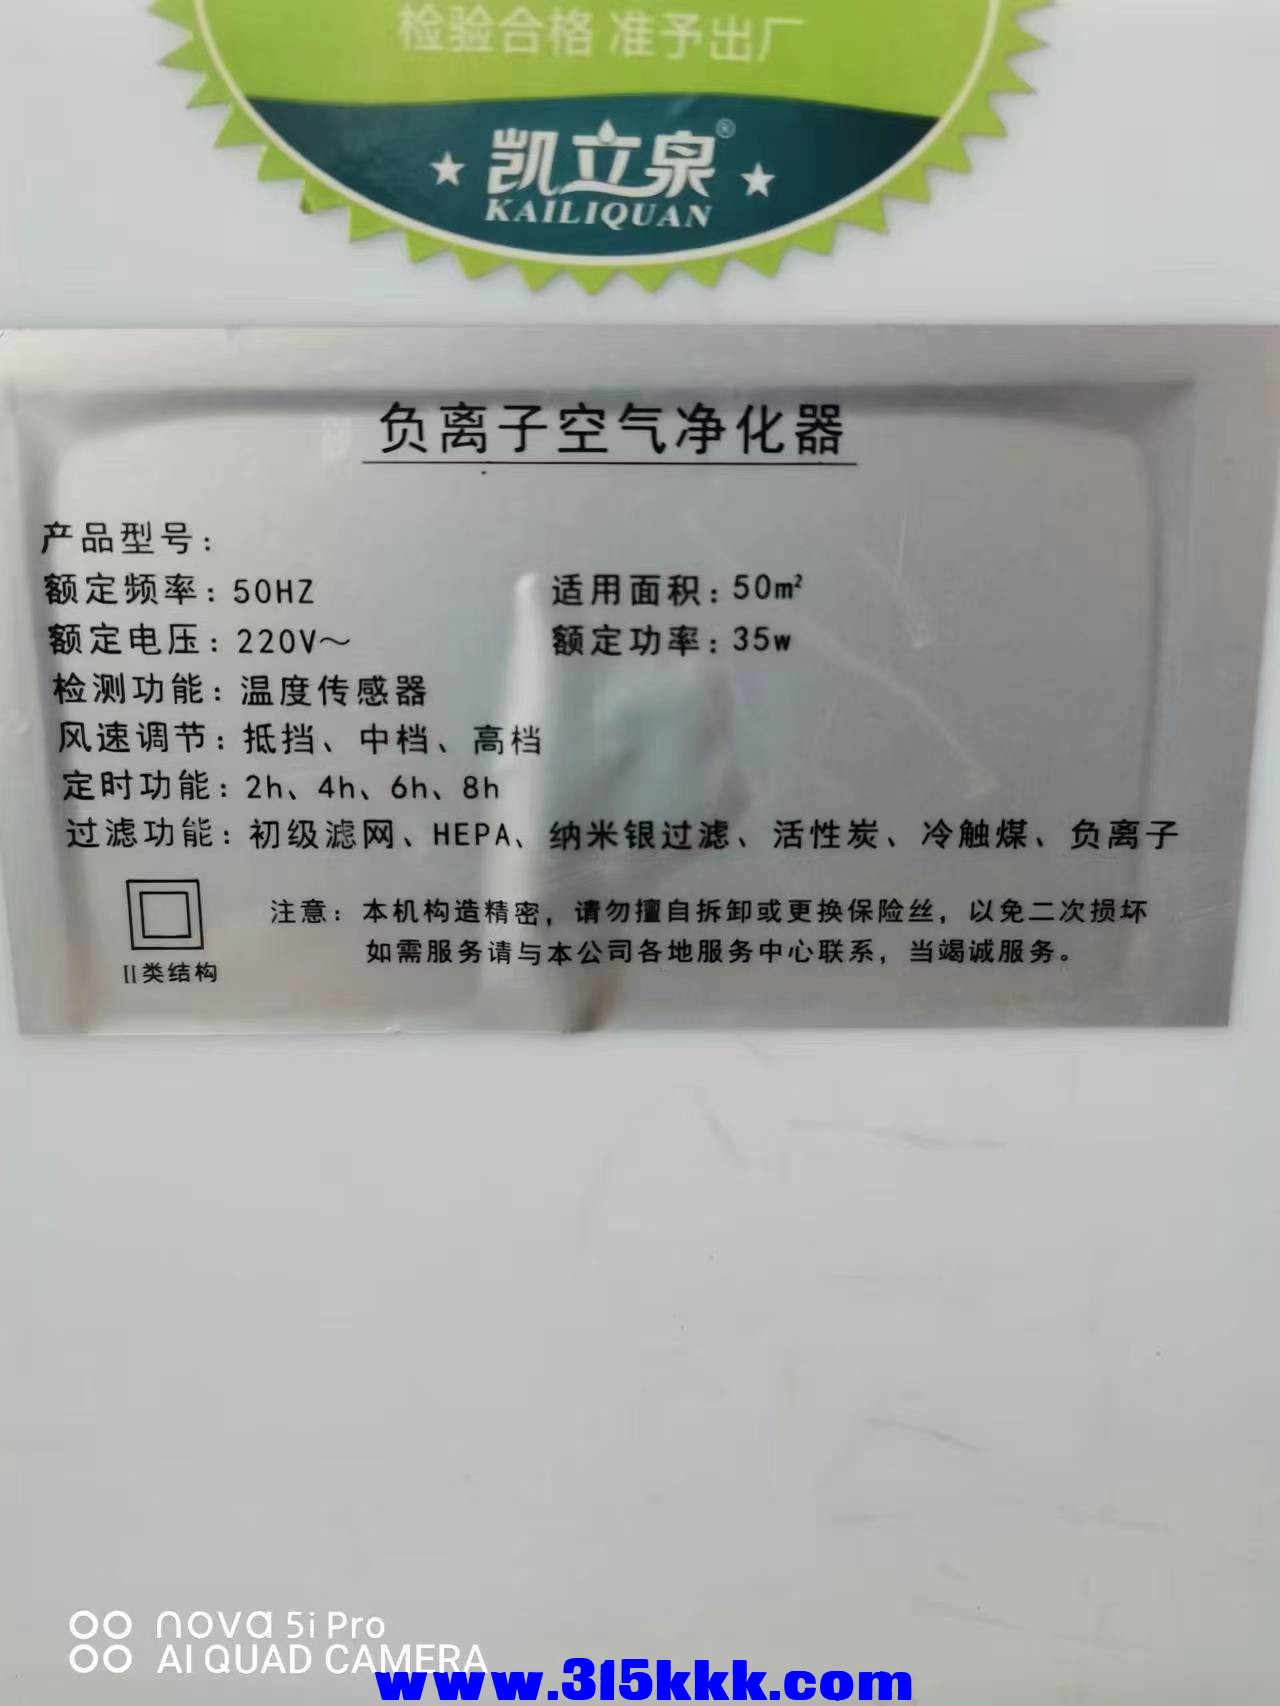 检验合格 准予出厂
凯立泉®
KAILIQUAN
负离子空气净化器
产品型号：
额定频率：50HZ 适用面积：50m²
额定电压：220V～ 额定功率：35w
检测功能：温度传感器
风速调节：抵挡、中档、高档
定时功能：2h、4h、6h、8h
过滤功能：初级滤网、HEPA、纳米银过滤、活性炭、冷触煤、负离子
注意：本机构造精密，请勿擅自拆卸或更换保险丝，以免二次损坏
如需服务请与本公司各地服务中心联系，当竭诚服务。
II类结构
nova 5i Pro
AI QUAD CAMERA
www.315kkk.com